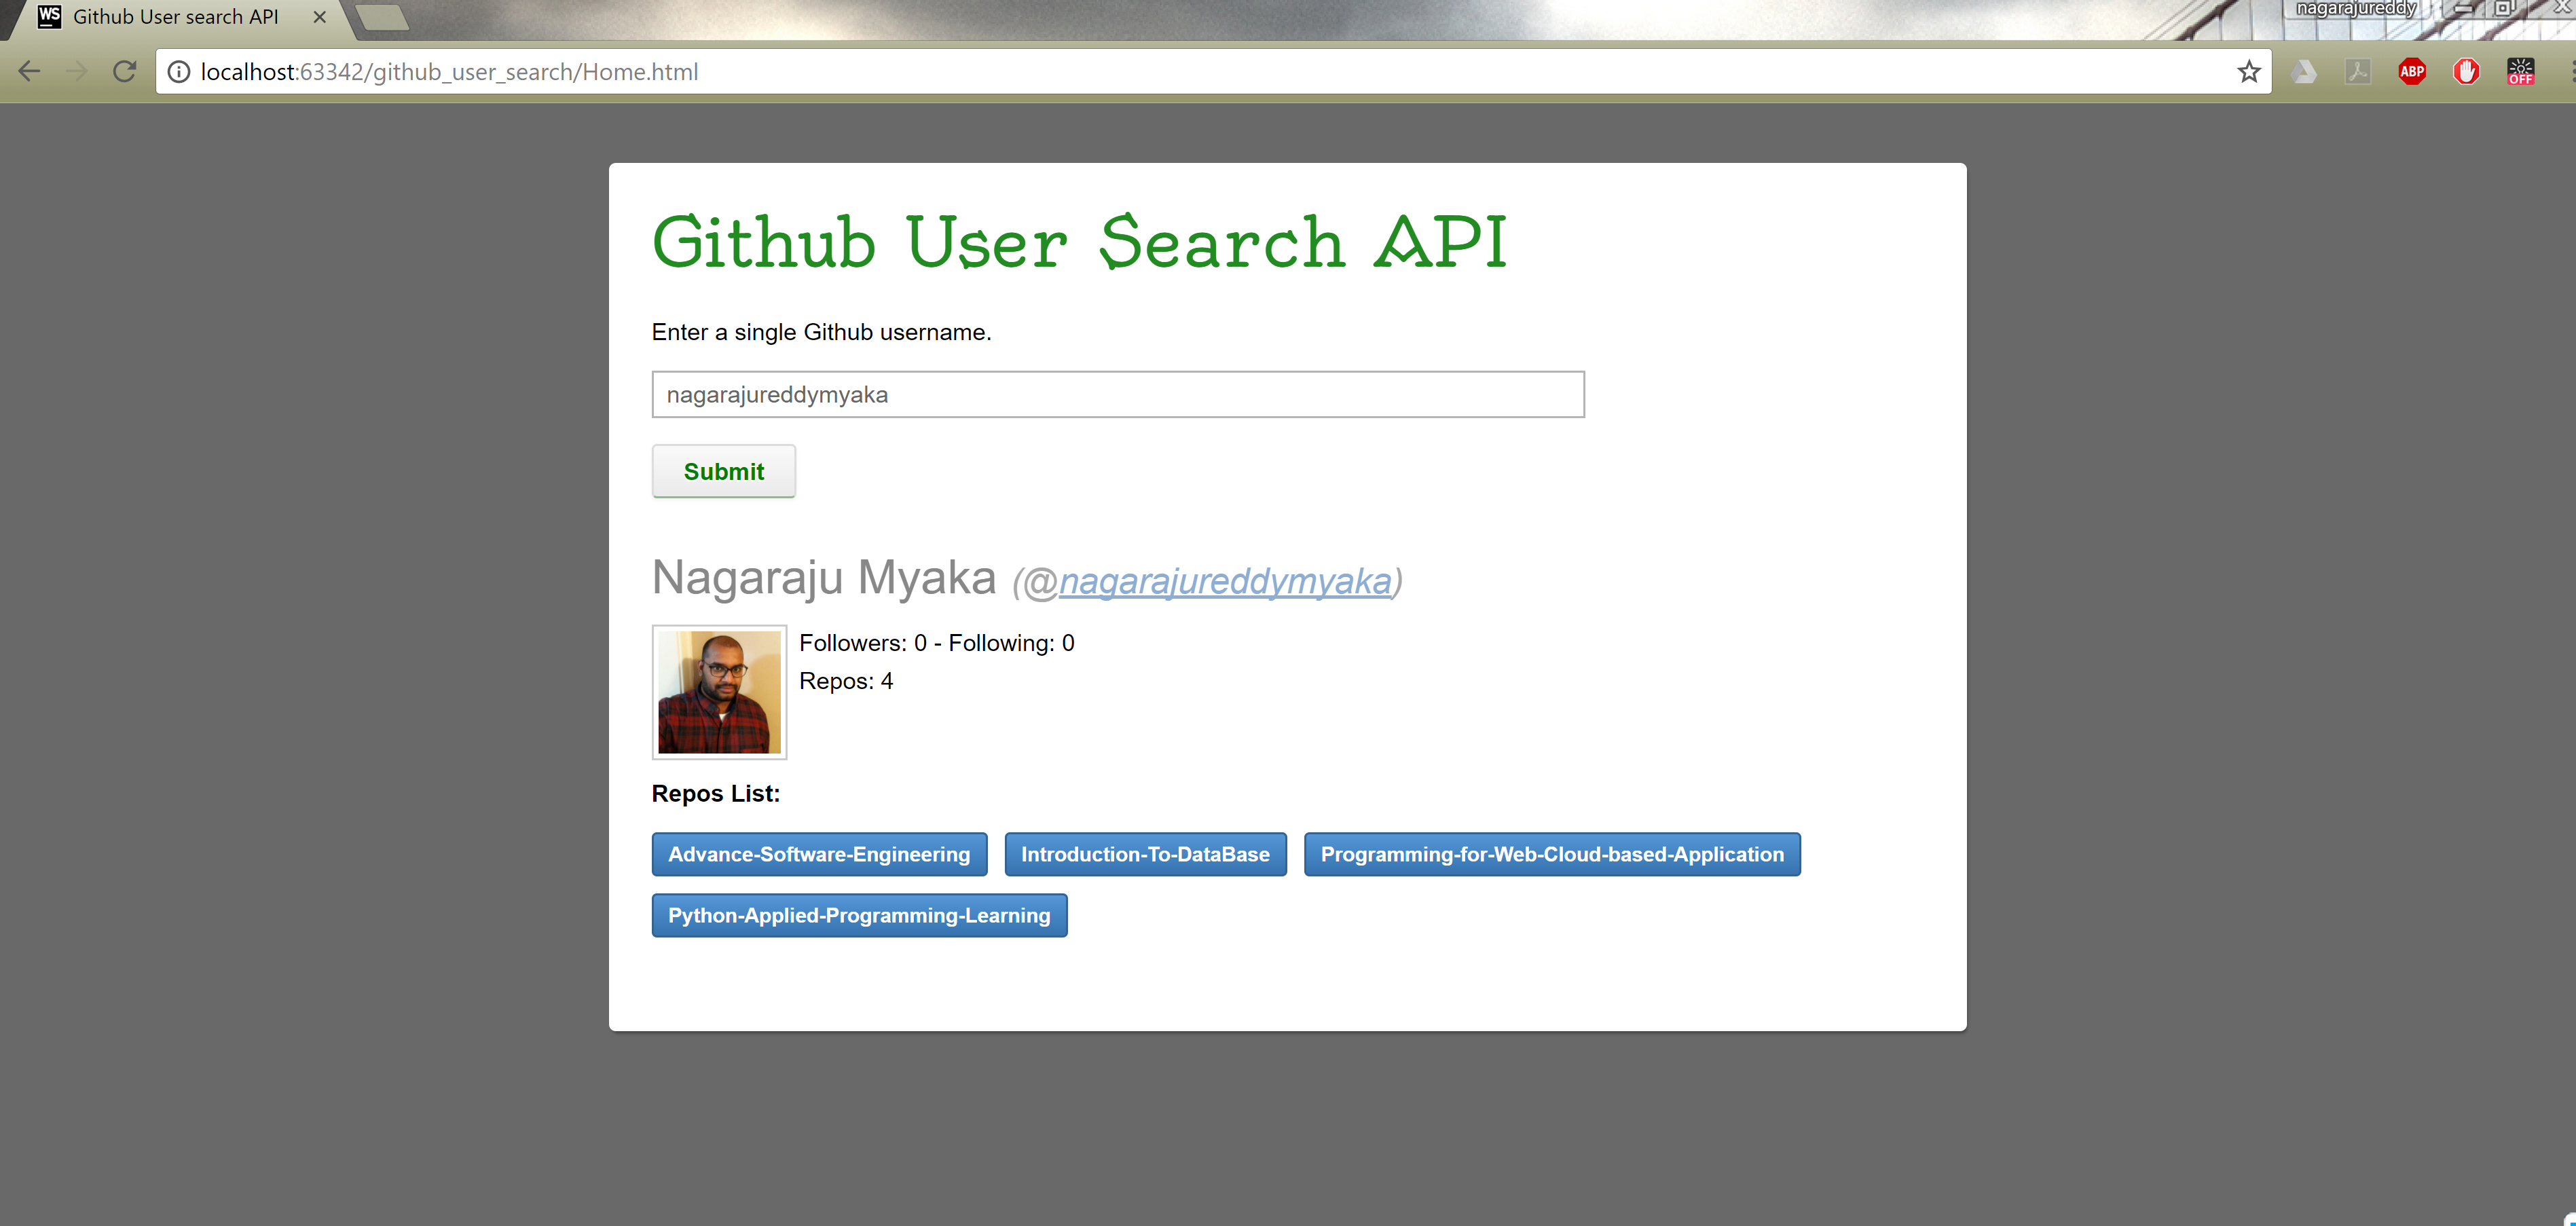 WS Github User search API
nagarajureddy
localhost:63342/github_user_search/Home.html
ABP
OFF
Github User Search API
Enter a single Github username.
nagarajureddymyaka
Submit
Nagaraju Myaka (@nagarajureddymyaka)
Followers: 0 - Following: 0
Repos: 4
Repos List:
Advance-Software-Engineering Introduction-To-DataBase Programming-for-Web-Cloud-based-Application
Python-Applied-Programming-Learning